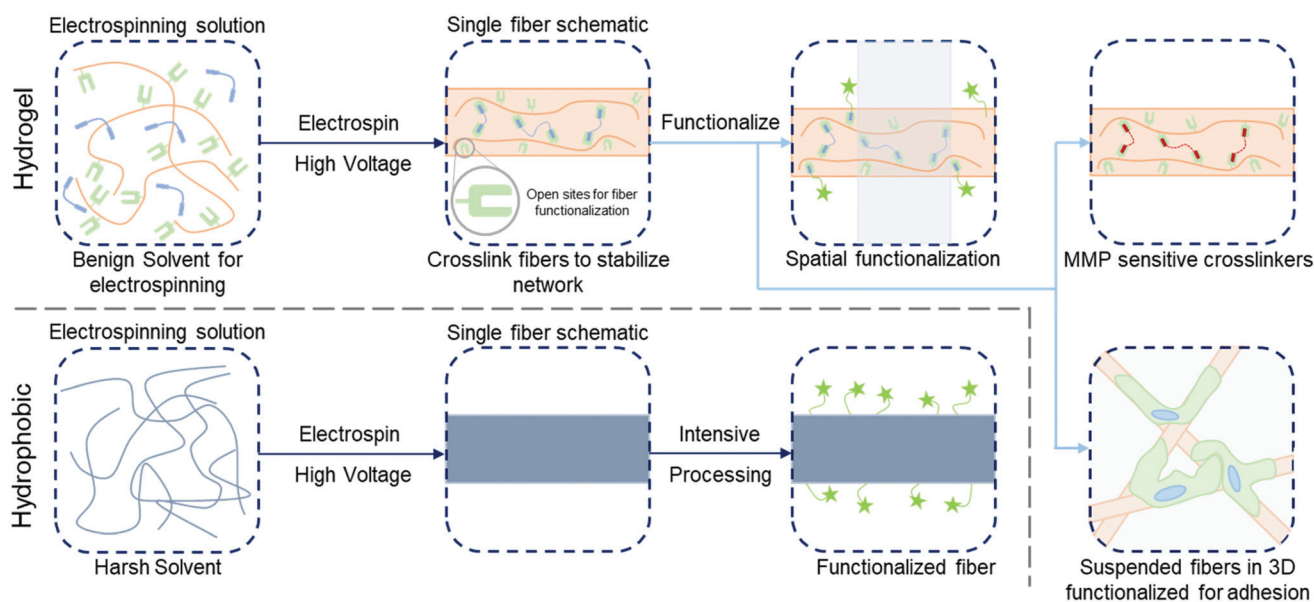 Electrospinning solution
Single fiber schematic
Hydrogel
Electrospin
High Voltage
Functionalize
Open sites for fiber
functionalization
Benign Solvent for
electrospinning
Crosslink fibers to stabilize
network
Spatial functionalization
MMP sensitive crosslinkers
Electrospinning solution
Single fiber schematic
Hydrophobic
Electrospin
High Voltage
Intensive
Processing
Harsh Solvent
Functionalized fiber
Suspended fibers in 3D
functionalized for adhesion